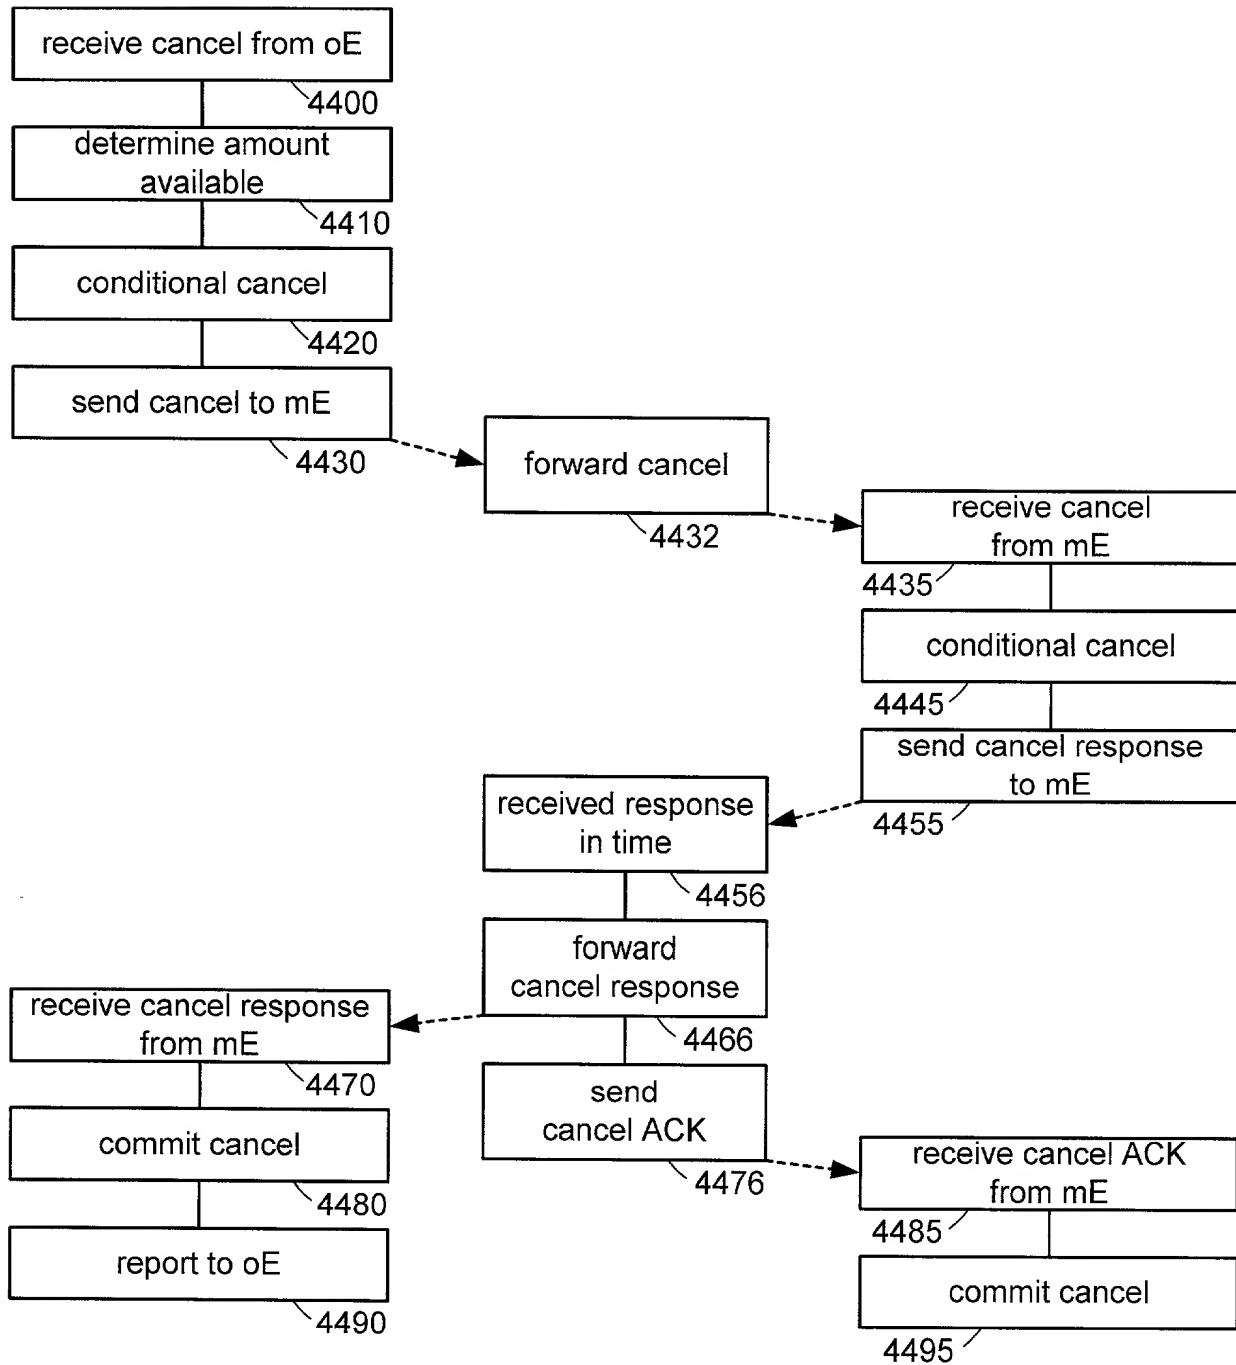 receive cancel from oE
4400
determine amount
available
4410
conditional cancel
4420
send cancel to mE
4430
forward cancel
4432
receive cancel
from mE
4435
conditional cancel
4445
send cancel response
to mE
4455
received response
in time
4456
forward
cancel response
4466
receive cancel response
from mE
4470
send
cancel ACK
4476
commit cancel
4480
receive cancel ACK
from mE
4485
report to oE
4490
commit cancel
4495